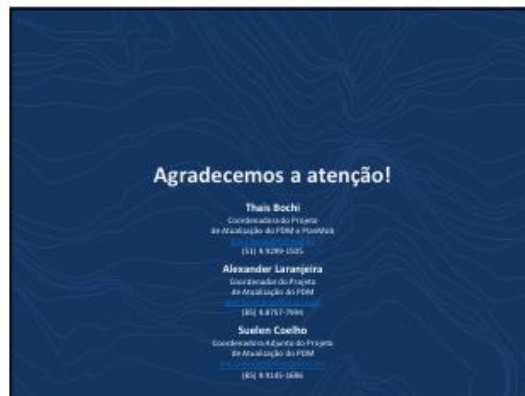 Agradecemos a atenção!
Thais Bochi
Coordenadora do Projeto
de Atualização do PDM e PlanMob
(51) 9.9289-1505
Alexander Laranjeira
Coordenador do Projeto
de Atualização do PDM
(85) 9.8757-7994
Suelen Coelho
Coordenadora Adjunta do Projeto
de Atualização do PDM
(85) 9.9145-1686